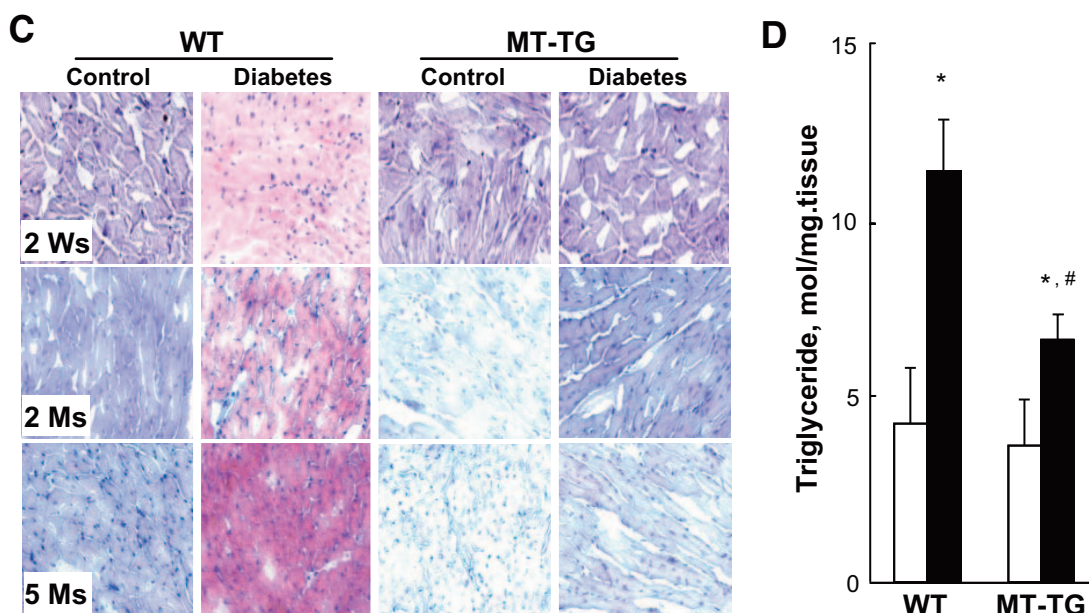 C
WT MT-TG
Control Diabetes Control Diabetes
2 Ws
2 Ms
5 Ms
D
Triglyceride, mol/mg.tissue
15
10
5
0
*
*, #
WT MT-TG